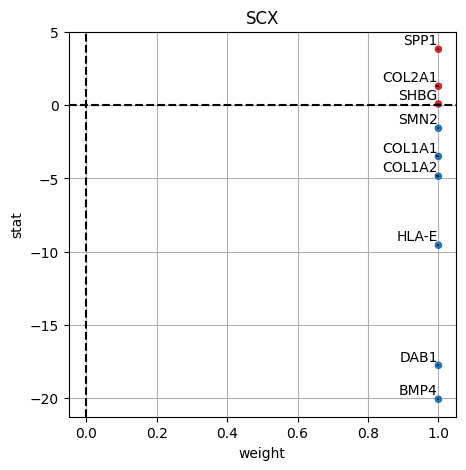 SCX
5
SPP1
COL2A1
SHBG
0
SMN2
COL1A1
COL1A2
−5
HLA-E
−10
−15
DAB1
BMP4
−20
stat
0.0 0.2 0.4 0.6 0.8 1.0
weight